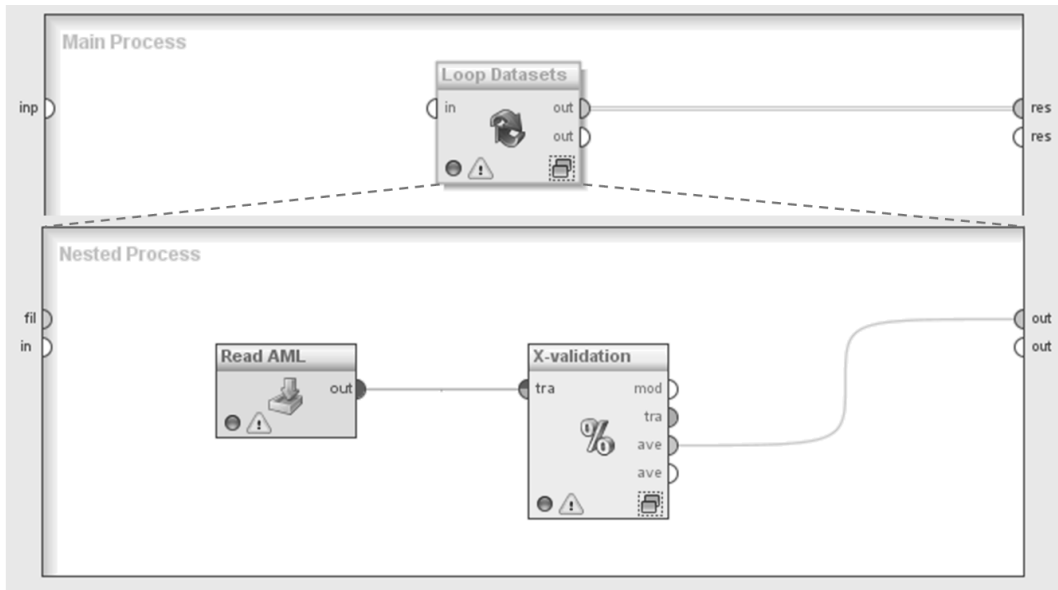 Main Process
Loop Datasets
inp
in
out
res
out
res
Nested Process
fil
out
in
out
Read AML
X-validation
out
tra
mod
tra
ave
ave